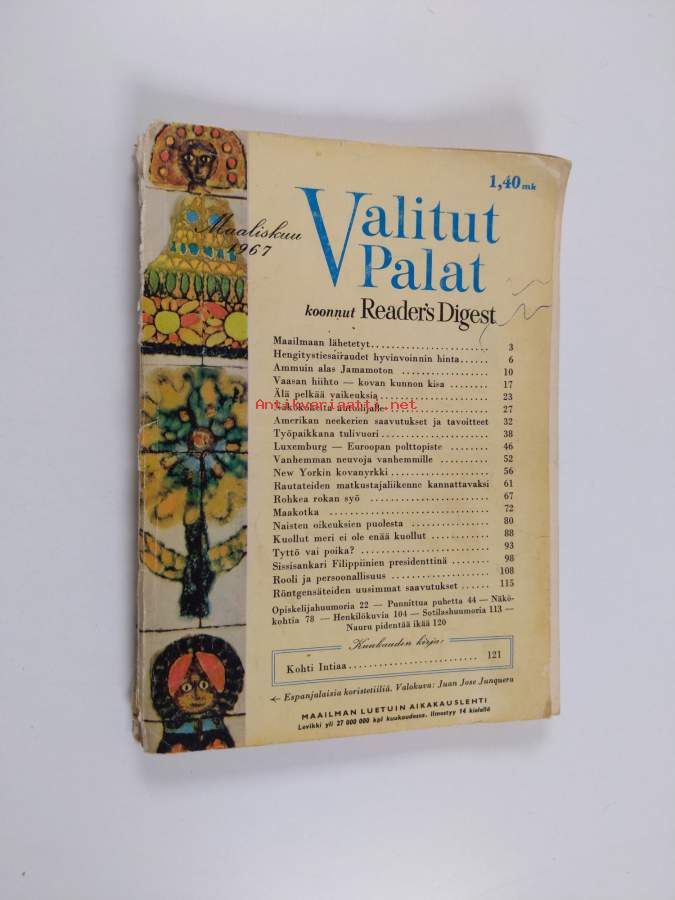 1,40 mk
Maaliskuu
1967
Valitut
Palat
koonnut Reader's Digest
Maailmaan lähetetyt 3
Hengitystiesairaudet hyvinvoinnin hinta 6
Ammuin alas Jamamoton 10
Vaasan hiihto — kovan kunnon kisa 17
Älä pelkää vaikeuksia 23
Antikvariaatti.net
Näkökohtia autoilijalle 27
Amerikan neekerien saavutukset ja tavoitteet 32
Työpaikkana tulivuori 38
Luxemburg — Euroopan polttopiste 46
Vanhemman neuvoja vanhemmille 52
New Yorkin kovanyrkki 56
Rautateiden matkustajaliikenne kannattavaksi 61
Rohkea rokan syö 67
Maakotka 72
Naisten oikeuksien puolesta 80
Kuollut meri ei ole enää kuollut 88
Tyttö vai poika? 93
Sissisankari Filippiinien presidenttinä 98
Rooli ja persoonallisuus 108
Röntgensäteiden uusimmat saavutukset 115
Opiskelijahuumoria 22 — Punnittua puhetta 44 — Näkö-
kohtia 78 — Henkilökuvia 104 — Sotilashuumoria 113 —
Nauru pidentää ikää 120
Kuukauden kirja:
Kohti Intiaa 121
← Espanjalaisia koristetiiliä. Valokuva: Juan Jose Junquera
MAAILMAN LUETUIN AIKAKAUSLEHTI
Levikki yli 27 000 000 kpl kuukaudessa. Ilmestyy 14 kielellä